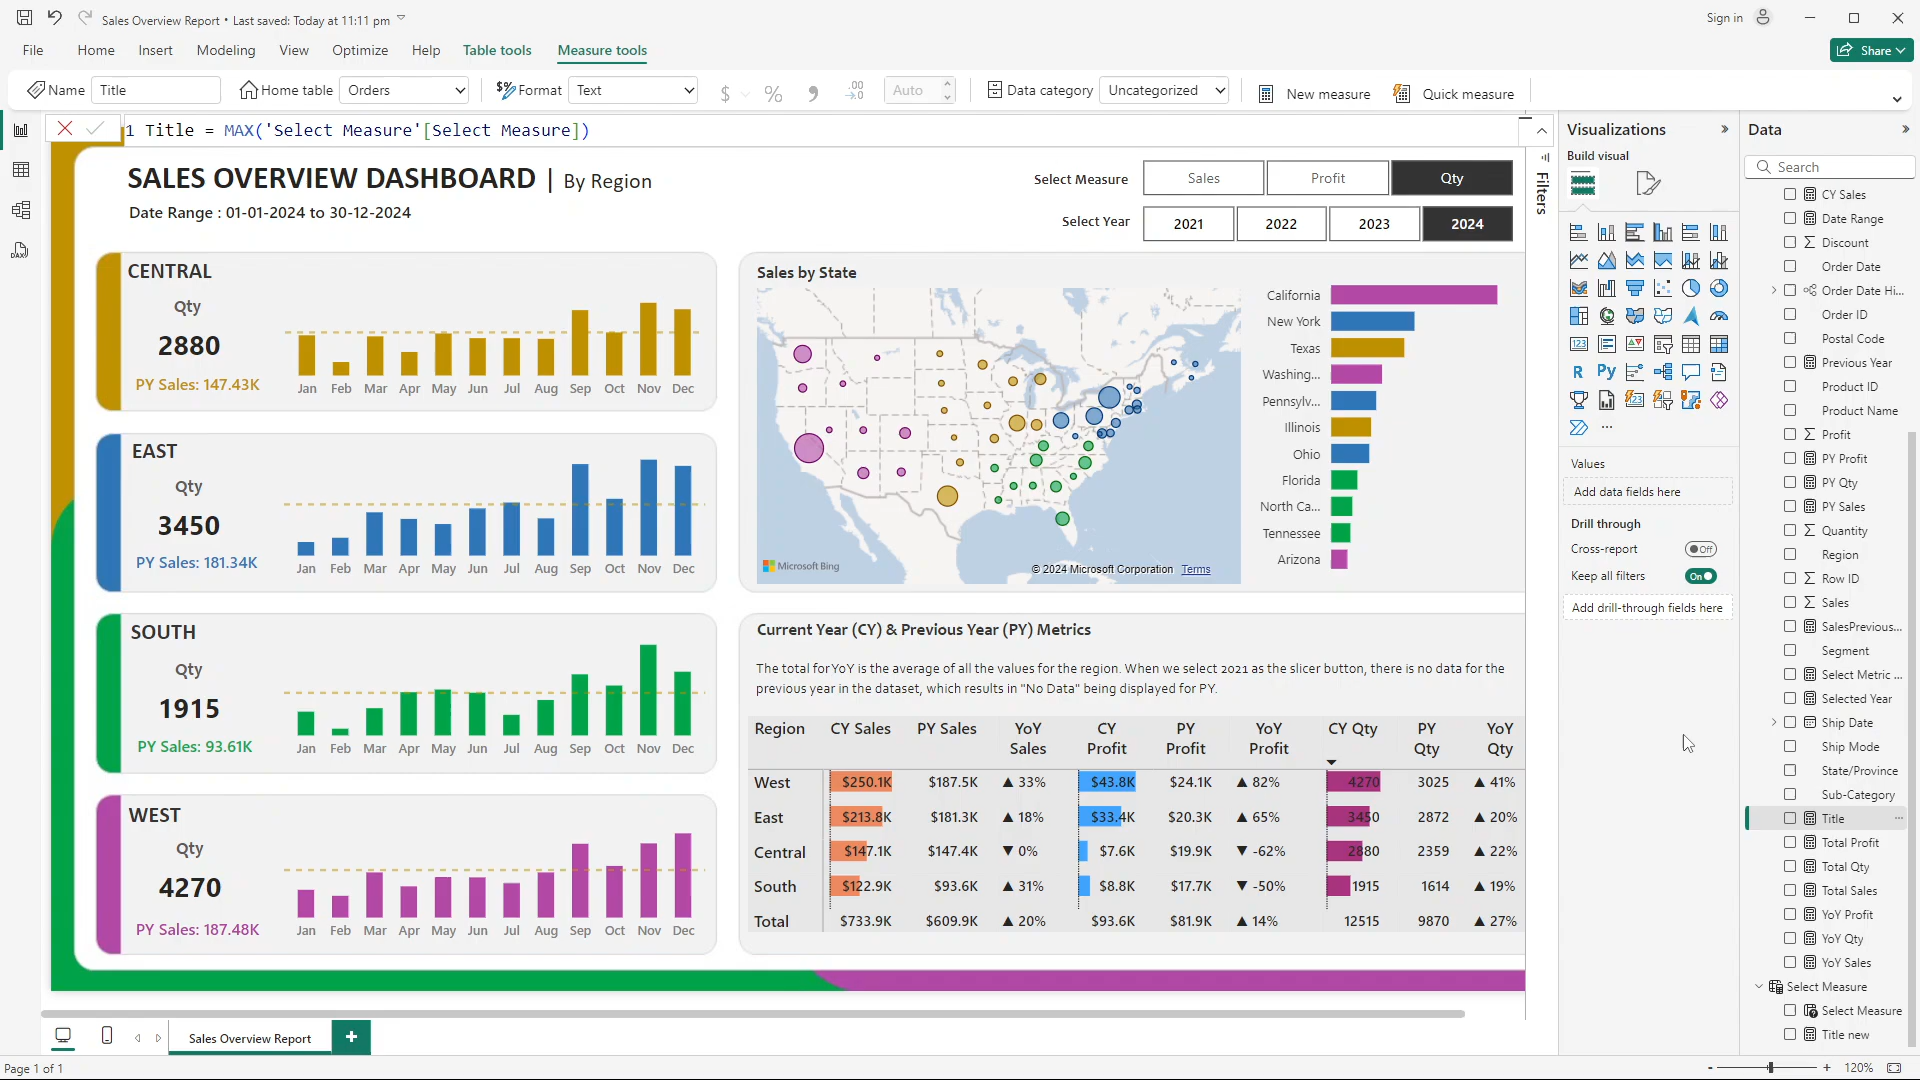 Sales Overview Report • Last saved: Today at 11:11 pm
Sign in
File Home Insert Modeling View Optimize Help Table tools Measure tools
Share
Name Title Home table Orders Format Text $ % Auto Data category Uncategorized New measure Quick measure
1 Title = MAX('Select Measure'[Select Measure])
SALES OVERVIEW DASHBOARD | By Region
Date Range : 01-01-2024 to 30-12-2024
Select Measure Sales Profit Qty
Select Year 2021 2022 2023 2024
CENTRAL
Qty
2880
PY Sales: 147.43K
Jan Feb Mar Apr May Jun Jul Aug Sep Oct Nov Dec
EAST
Qty
3450
PY Sales: 181.34K
Jan Feb Mar Apr May Jun Jul Aug Sep Oct Nov Dec
SOUTH
Qty
1915
PY Sales: 93.61K
Jan Feb Mar Apr May Jun Jul Aug Sep Oct Nov Dec
WEST
Qty
4270
PY Sales: 187.48K
Jan Feb Mar Apr May Jun Jul Aug Sep Oct Nov Dec
Sales by State
Microsoft Bing
© 2024 Microsoft Corporation Terms
California
New York
Texas
Washing...
Pennsylv...
Illinois
Ohio
Florida
North Ca...
Tennessee
Arizona
Current Year (CY) & Previous Year (PY) Metrics
The total for YoY is the average of all the values for the region. When we select 2021 as the slicer button, there is no data for the
previous year in the dataset, which results in "No Data" being displayed for PY.
Region CY Sales PY Sales YoY Sales CY Profit PY Profit YoY Profit CY Qty PY Qty YoY Qty
West $250.1K $187.5K ▲ 33% $43.8K $24.1K ▲ 82% 4270 3025 ▲ 41%
East $213.8K $181.3K ▲ 18% $33.4K $20.3K ▲ 65% 3450 2872 ▲ 20%
Central $147.1K $147.4K ▼ 0% $7.6K $19.9K ▼ -62% 2880 2359 ▲ 22%
South $122.9K $93.6K ▲ 31% $8.8K $17.7K ▼ -50% 1915 1614 ▲ 19%
Total $733.9K $609.9K ▲ 20% $93.6K $81.9K ▲ 14% 12515 9870 ▲ 27%
Filters
Visualizations
Build visual
R Py
Values
Add data fields here
Drill through
Cross-report Off
Keep all filters On
Add drill-through fields here
Data
Search
CY Sales
Date Range
Discount
Order Date
Order Date Hi...
Order ID
Postal Code
Previous Year
Product ID
Product Name
Profit
PY Profit
PY Qty
PY Sales
Quantity
Region
Row ID
Sales
SalesPrevious...
Segment
Select Metric ...
Selected Year
Ship Date
Ship Mode
State/Province
Sub-Category
Title
Total Profit
Total Qty
Total Sales
YoY Profit
YoY Qty
YoY Sales
Select Measure
Select Measure
Title new
Sales Overview Report
Page 1 of 1
120%